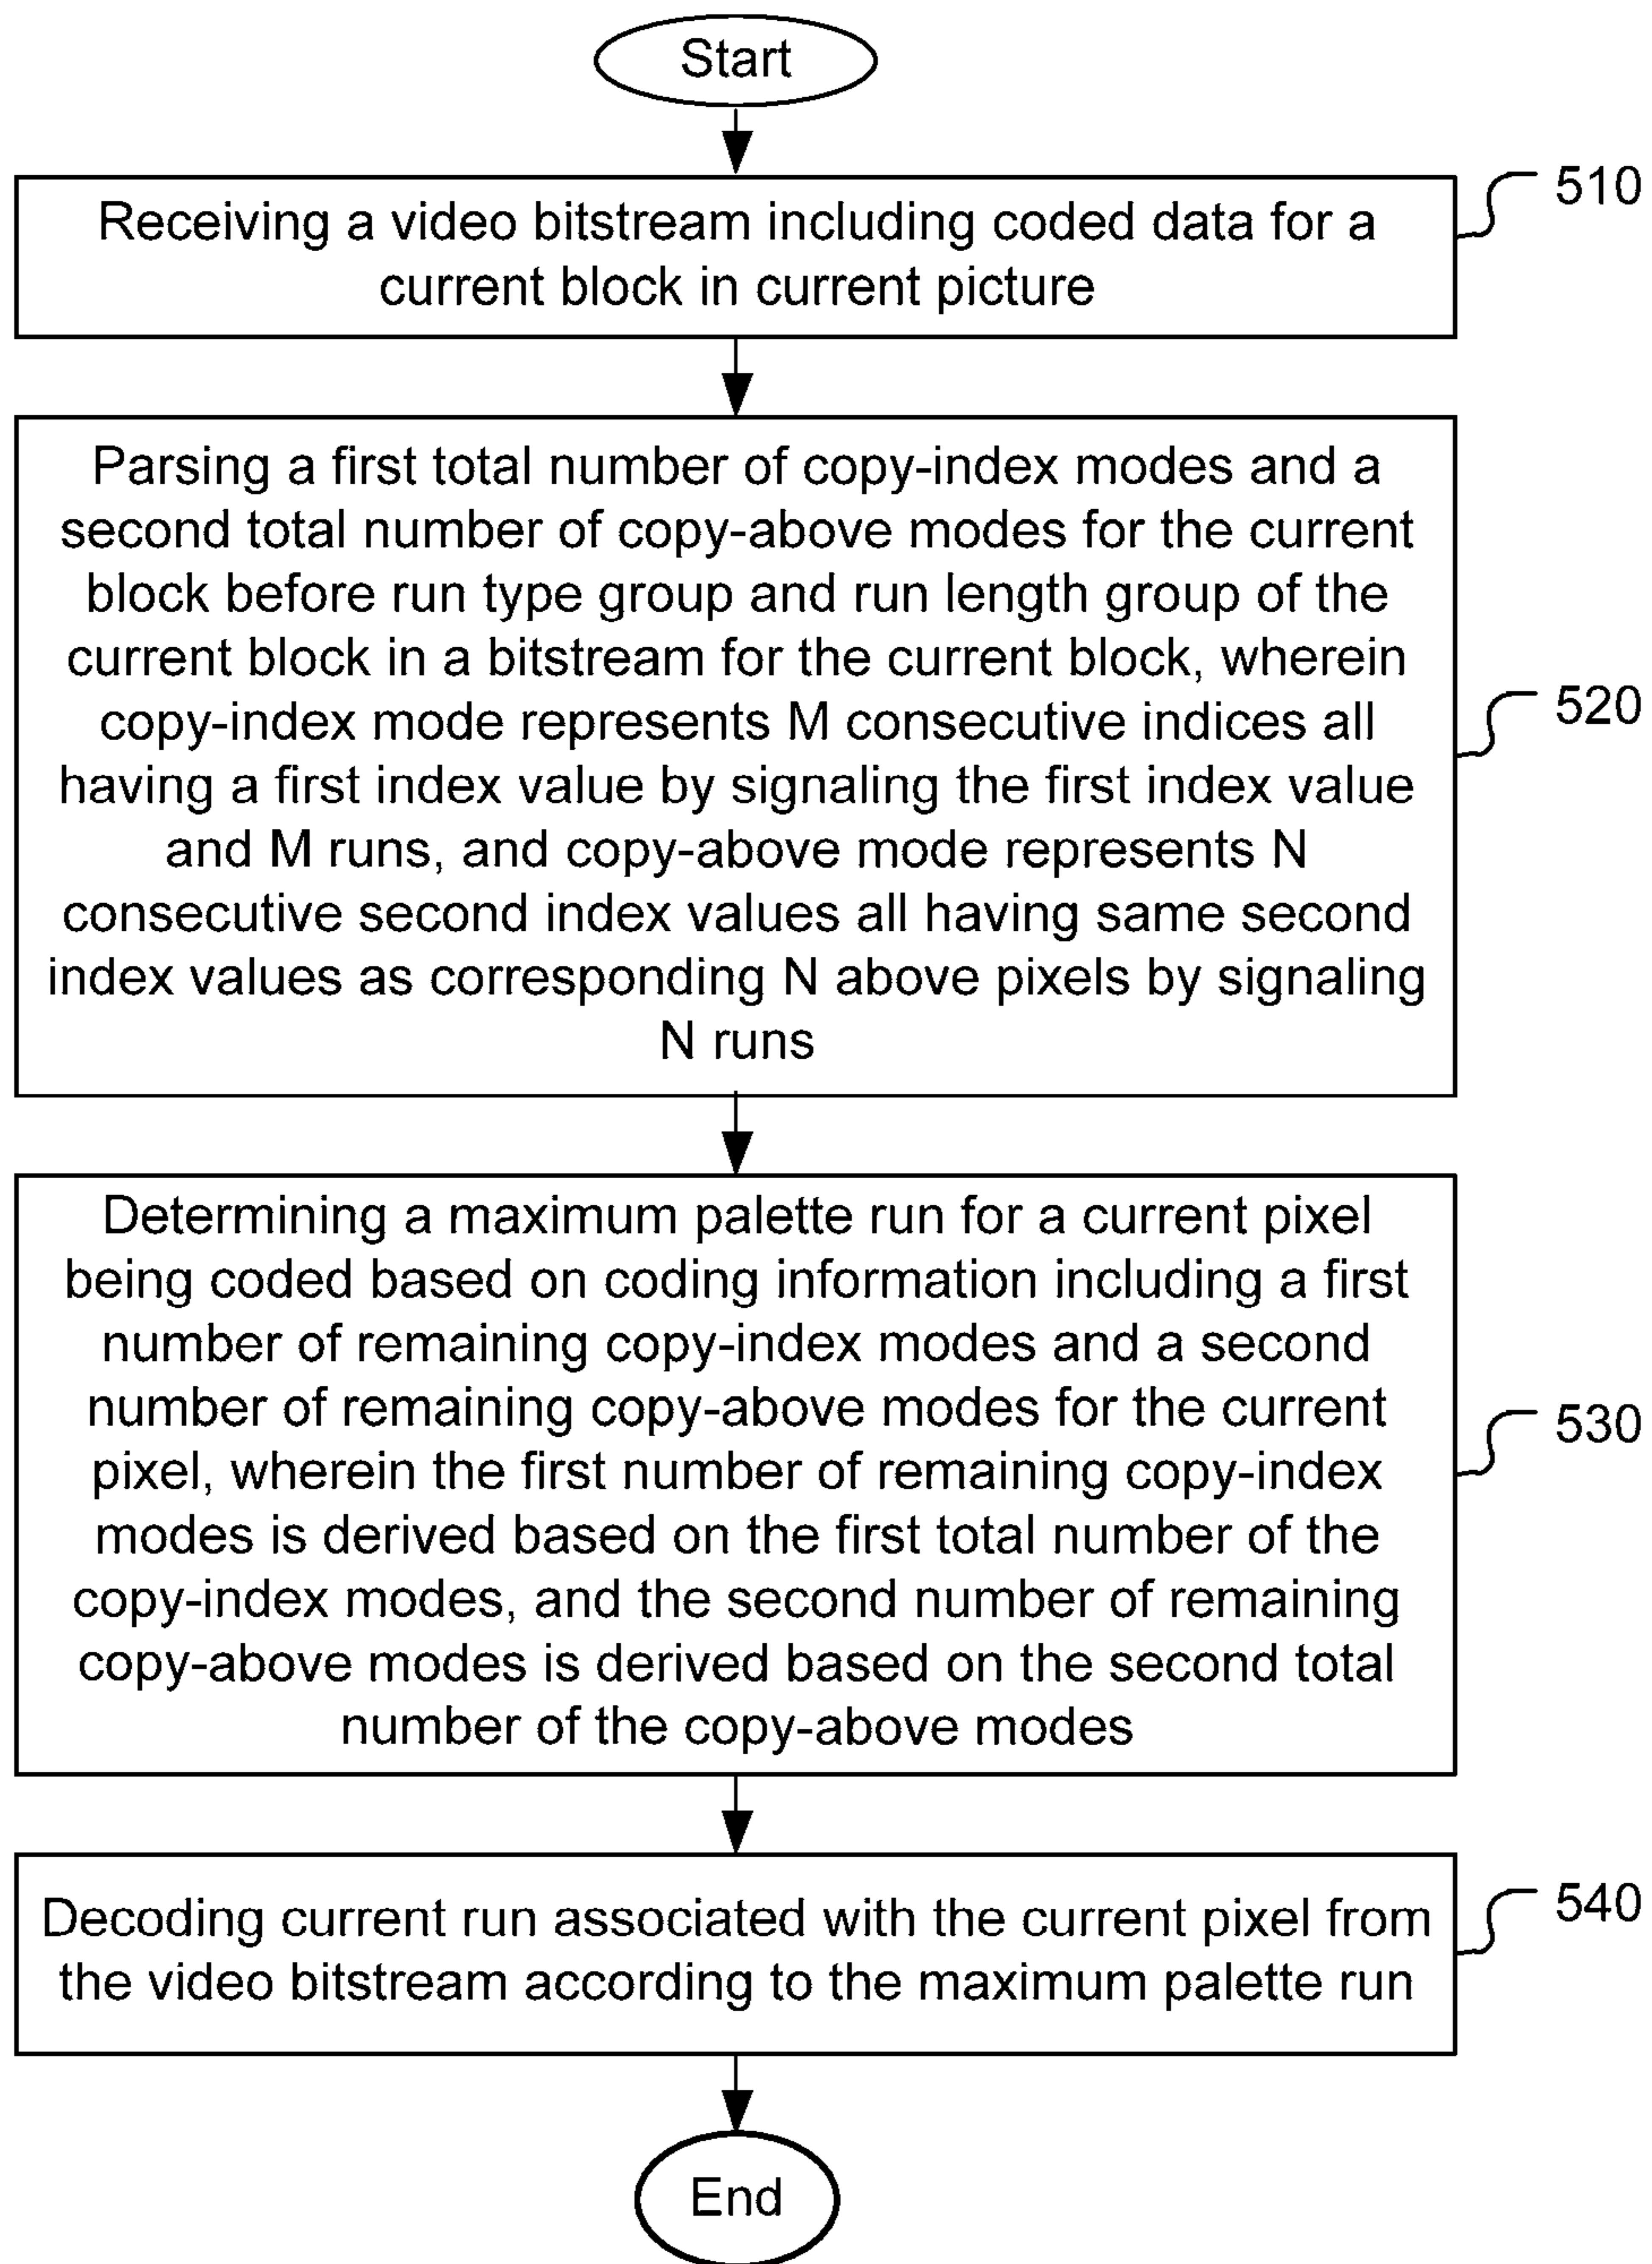 Start
Receiving a video bitstream including coded data for a
current block in current picture
510
Parsing a first total number of copy-index modes and a
second total number of copy-above modes for the current
block before run type group and run length group of the
current block in a bitstream for the current block, wherein
copy-index mode represents M consecutive indices all
having a first index value by signaling the first index value
and M runs, and copy-above mode represents N
consecutive second index values all having same second
index values as corresponding N above pixels by signaling
N runs
520
Determining a maximum palette run for a current pixel
being coded based on coding information including a first
number of remaining copy-index modes and a second
number of remaining copy-above modes for the current
pixel, wherein the first number of remaining copy-index
modes is derived based on the first total number of the
copy-index modes, and the second number of remaining
copy-above modes is derived based on the second total
number of the copy-above modes
530
Decoding current run associated with the current pixel from
the video bitstream according to the maximum palette run
540
End